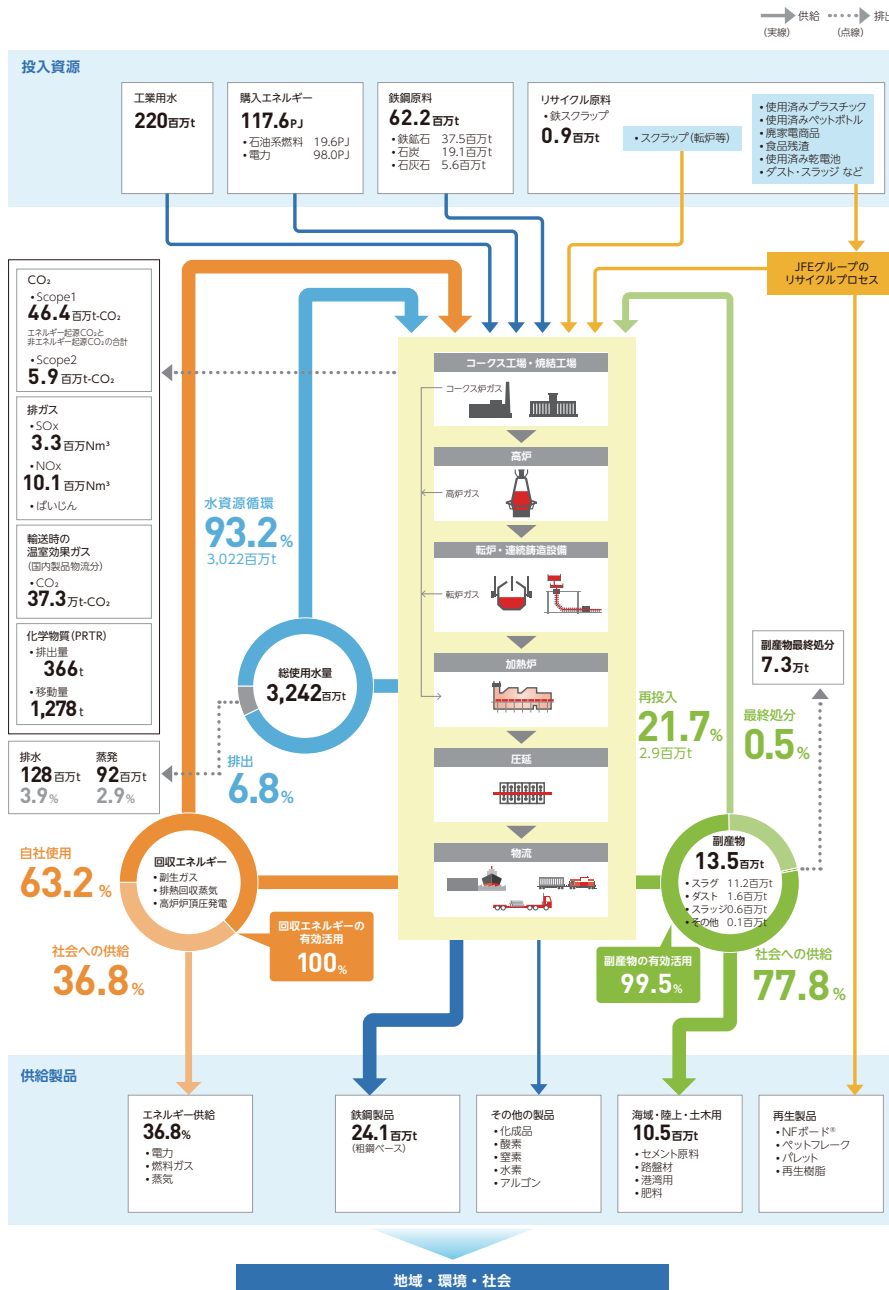 供給
(実線)
排出
(点線)
投入資源
工業用水
220百万t
購入エネルギー
117.6PJ
・石油系燃料 19.6PJ
・電力 98.0PJ
鉄鋼原料
62.2百万t
・鉄鉱石 37.5百万t
・石炭 19.1百万t
・石灰石 5.6百万t
リサイクル原料
・鉄スクラップ
0.9百万t
・スクラップ(転炉等)
・使用済みプラスチック
・使用済みペットボトル
・廃家電商品
・食品残渣
・使用済み乾電池
・ダスト・スラッジ など
JFEグループの
リサイクルプロセス
CO₂
・Scope1
46.4百万t-CO₂
エネルギー起源CO₂と
非エネルギー起源CO₂の合計
・Scope2
5.9百万t-CO₂
排ガス
・SOx
3.3百万Nm³
・NOx
10.1百万Nm³
・ばいじん
輸送時の
温室効果ガス
(国内製品物流分)
・CO₂
37.3万t-CO₂
化学物質(PRTR)
・排出量
366t
・移動量
1,278t
排水
128百万t
3.9%
蒸発
92百万t
2.9%
水資源循環
93.2%
3,022百万t
総使用水量
3,242百万t
排出
6.8%
コークス工場・焼結工場
コークス炉ガス
高炉
高炉ガス
転炉・連続鋳造設備
転炉ガス
加熱炉
圧延
物流
再投入
21.7%
2.9百万t
最終処分
0.5%
副産物最終処分
7.3万t
自社使用
63.2%
回収エネルギー
・副生ガス
・排熱回収蒸気
・高炉炉頂圧発電
回収エネルギーの
有効活用
100%
社会への供給
36.8%
副産物
13.5百万t
・スラグ 11.2百万t
・ダスト 1.6百万t
・スラッジ0.6百万t
・その他 0.1百万t
副産物の有効活用
99.5%
社会への供給
77.8%
供給製品
エネルギー供給
36.8%
・電力
・燃料ガス
・蒸気
鉄鋼製品
24.1百万t
(粗鋼ベース)
その他の製品
・化成品
・酸素
・窒素
・水素
・アルゴン
海域・陸上・土木用
10.5百万t
・セメント原料
・路盤材
・港湾用
・肥料
再生製品
・NFボード®
・ペットフレーク
・パレット
・再生樹脂
地域・環境・社会